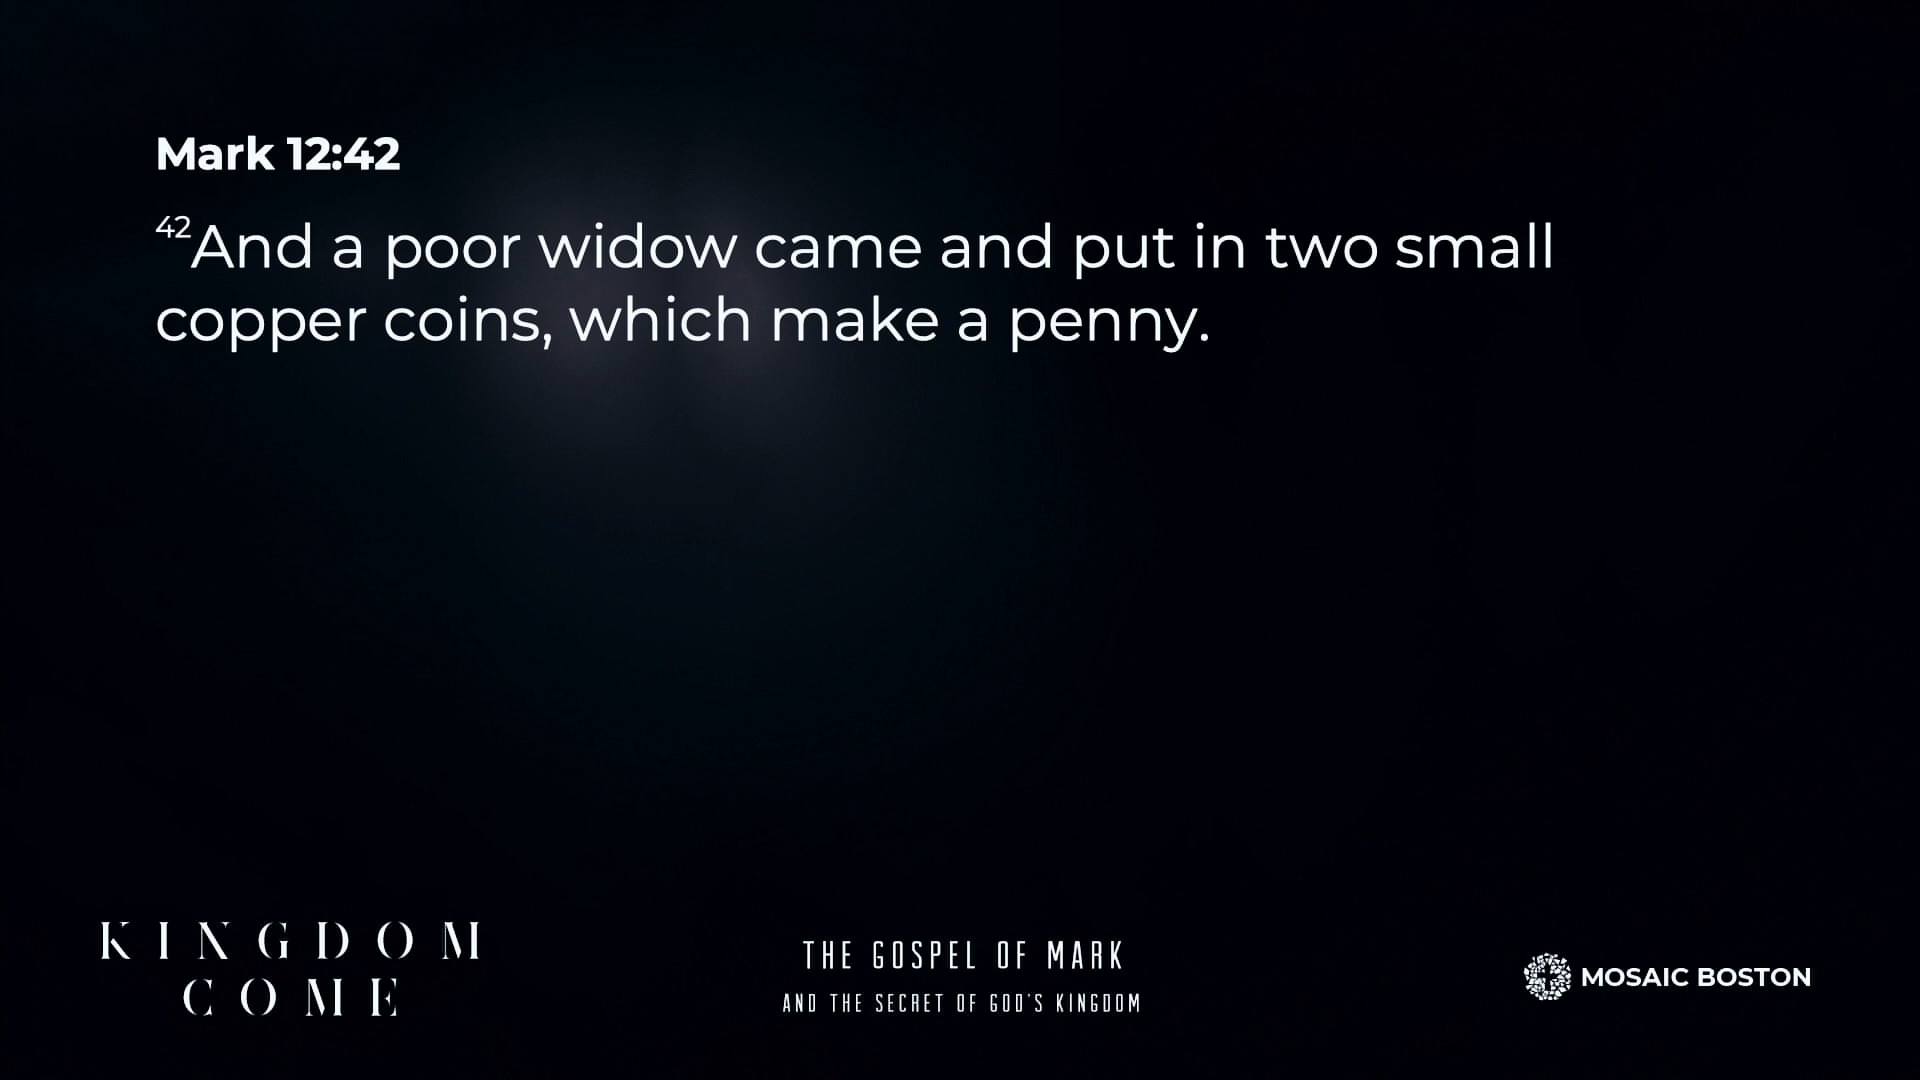 Mark 12:42
42And a poor widow came and put in two small
copper coins, which make a penny.
KINGDOM
COME
THE GOSPEL OF MARK
AND THE SECRET OF GOD'S KINGDOM
MOSAIC BOSTON